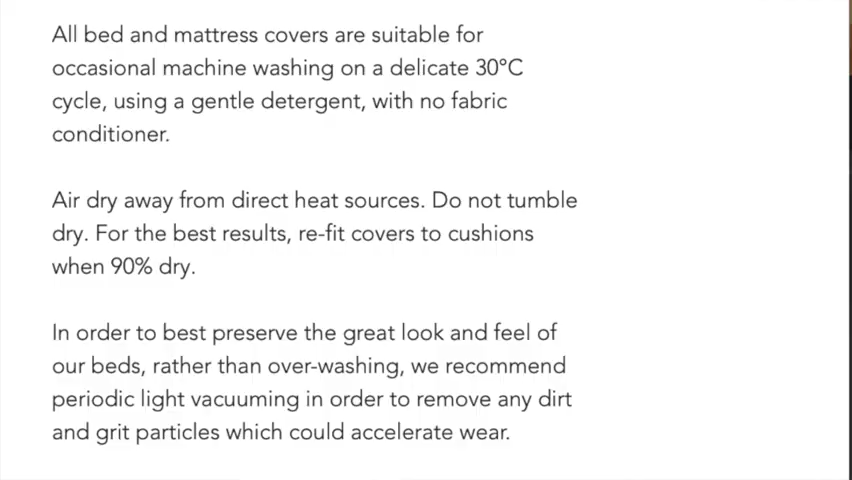 All bed and mattress covers are suitable for
occasional machine washing on a delicate 30°C
cycle, using a gentle detergent, with no fabric
conditioner.
Air dry away from direct heat sources. Do not tumble
dry. For the best results, re-fit covers to cushions
when 90% dry.
In order to best preserve the great look and feel of
our beds, rather than over-washing, we recommend
periodic light vacuuming in order to remove any dirt
and grit particles which could accelerate wear.